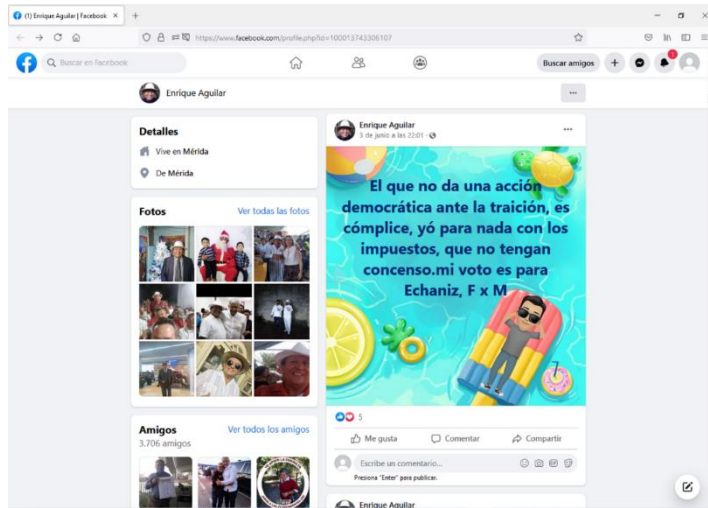 (1) Enrique Aguilar | Facebook
https://www.facebook.com/profile.php?id=100013743306107
Buscar en Facebook
Buscar amigos
1
Enrique Aguilar
Detalles
Vive en Mérida
De Mérida
Fotos
Ver todas las fotos
Amigos
Ver todos los amigos
3.706 amigos
Enrique Aguilar
3 de junio a las 22:01
El que no da una acción
democrática ante la traición, es
cómplice, yó para nada con los
impuestos, que no tengan
concenso.mi voto es para
Echaniz, F x M
5
Me gusta
Comentar
Compartir
Escribe un comentario...
Presiona "Enter" para publicar.
Enrique Aguilar